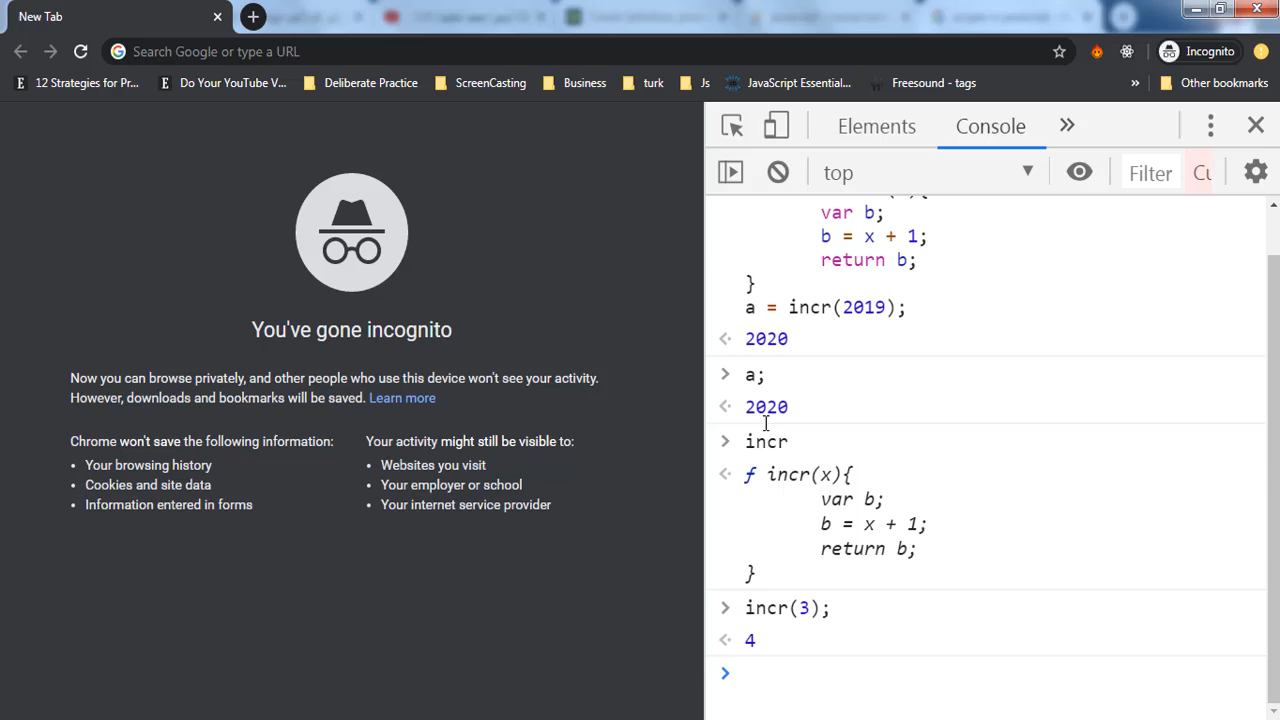 New Tab
Search Google or type a URL
Incognito
12 Strategies for Pr...
Do Your YouTube V...
Deliberate Practice
ScreenCasting
Business
turk
Js
JavaScript Essential...
Freesound - tags
»
Other bookmarks
You've gone incognito
Now you can browse privately, and other people who use this device won't see your activity.
However, downloads and bookmarks will be saved. Learn more
Chrome won't save the following information:
• Your browsing history
• Cookies and site data
• Information entered in forms
Your activity might still be visible to:
• Websites you visit
• Your employer or school
• Your internet service provider
Elements
Console
»
top
Filter
var b;
b = x + 1;
return b;
}
a = incr(2019);
2020
a;
2020
incr
ƒ incr(x){
var b;
b = x + 1;
return b;
}
incr(3);
4